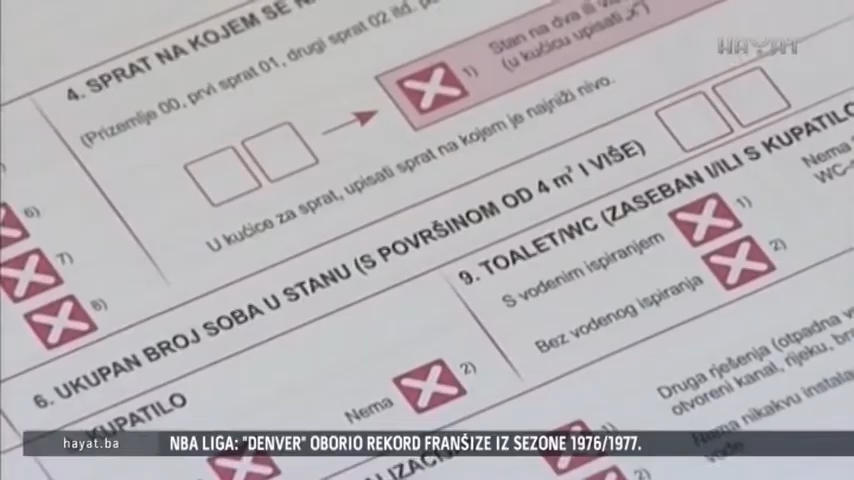 HAYAT
4. SPRAT NA KOJEM SE
Stan na dva ili
(u kućicu upisati „x“)
(Prizemlje 00, prvi sprat 01, drugi sprat 02 itd.
1)
U kućice za sprat, upisati sprat na kojem je najniži nivo.
6)
7)
8)
6. UKUPAN BROJ SOBA U STANU (S POVRŠINOM OD 4 m² I VIŠE)
9. TOALET/WC (ZASEBAN I/ILI S KUPATILO
S vodenim ispiranjem
1)
Nema
WC-
Bez vodenog ispiranja
2)
KUPATILO
Nema
2)
Druga rješenja (otpadna
otvoreni kanal, rijeku,
Nema nikakvu instala
vode
1)
2)
hayat.ba
NBA LIGA: "DENVER" OBORIO REKORD FRANŠIZE IZ SEZONE 1976/1977.